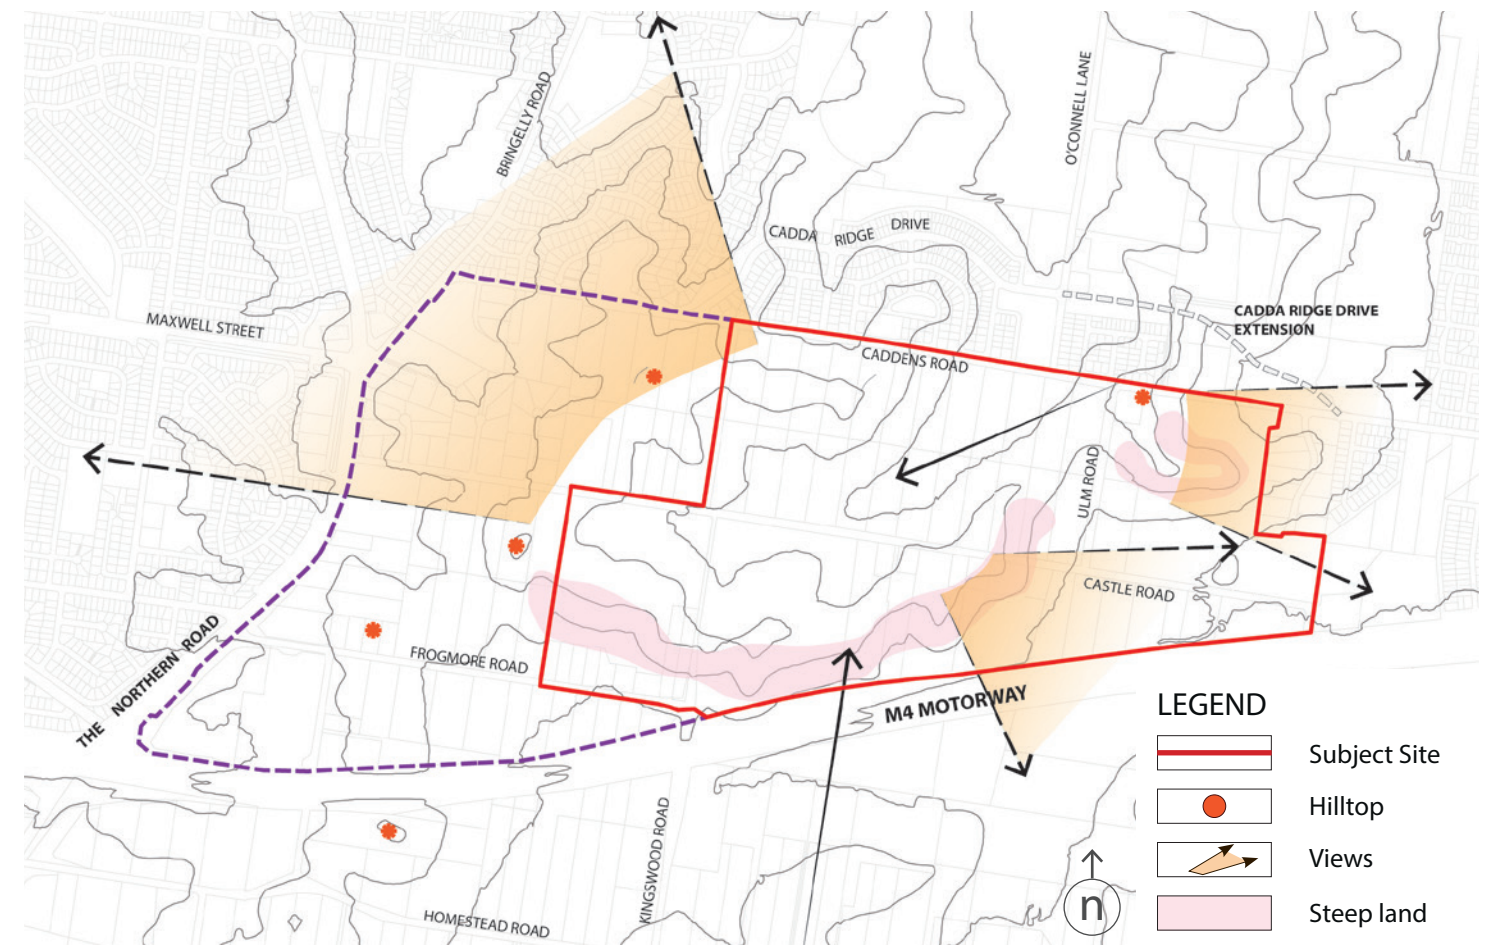 BRINGELLY ROAD
O'CONNELL LANE
CADDA RIDGE DRIVE
MAXWELL STREET
CADDA RIDGE DRIVE
EXTENSION
CADDENS ROAD
ULM ROAD
CASTLE ROAD
THE NORTHERN ROAD
FROGMORE ROAD
M4 MOTORWAY
KINGSWOOD ROAD
HOMESTEAD ROAD
n
LEGEND
Subject Site
Hilltop
Views
Steep land